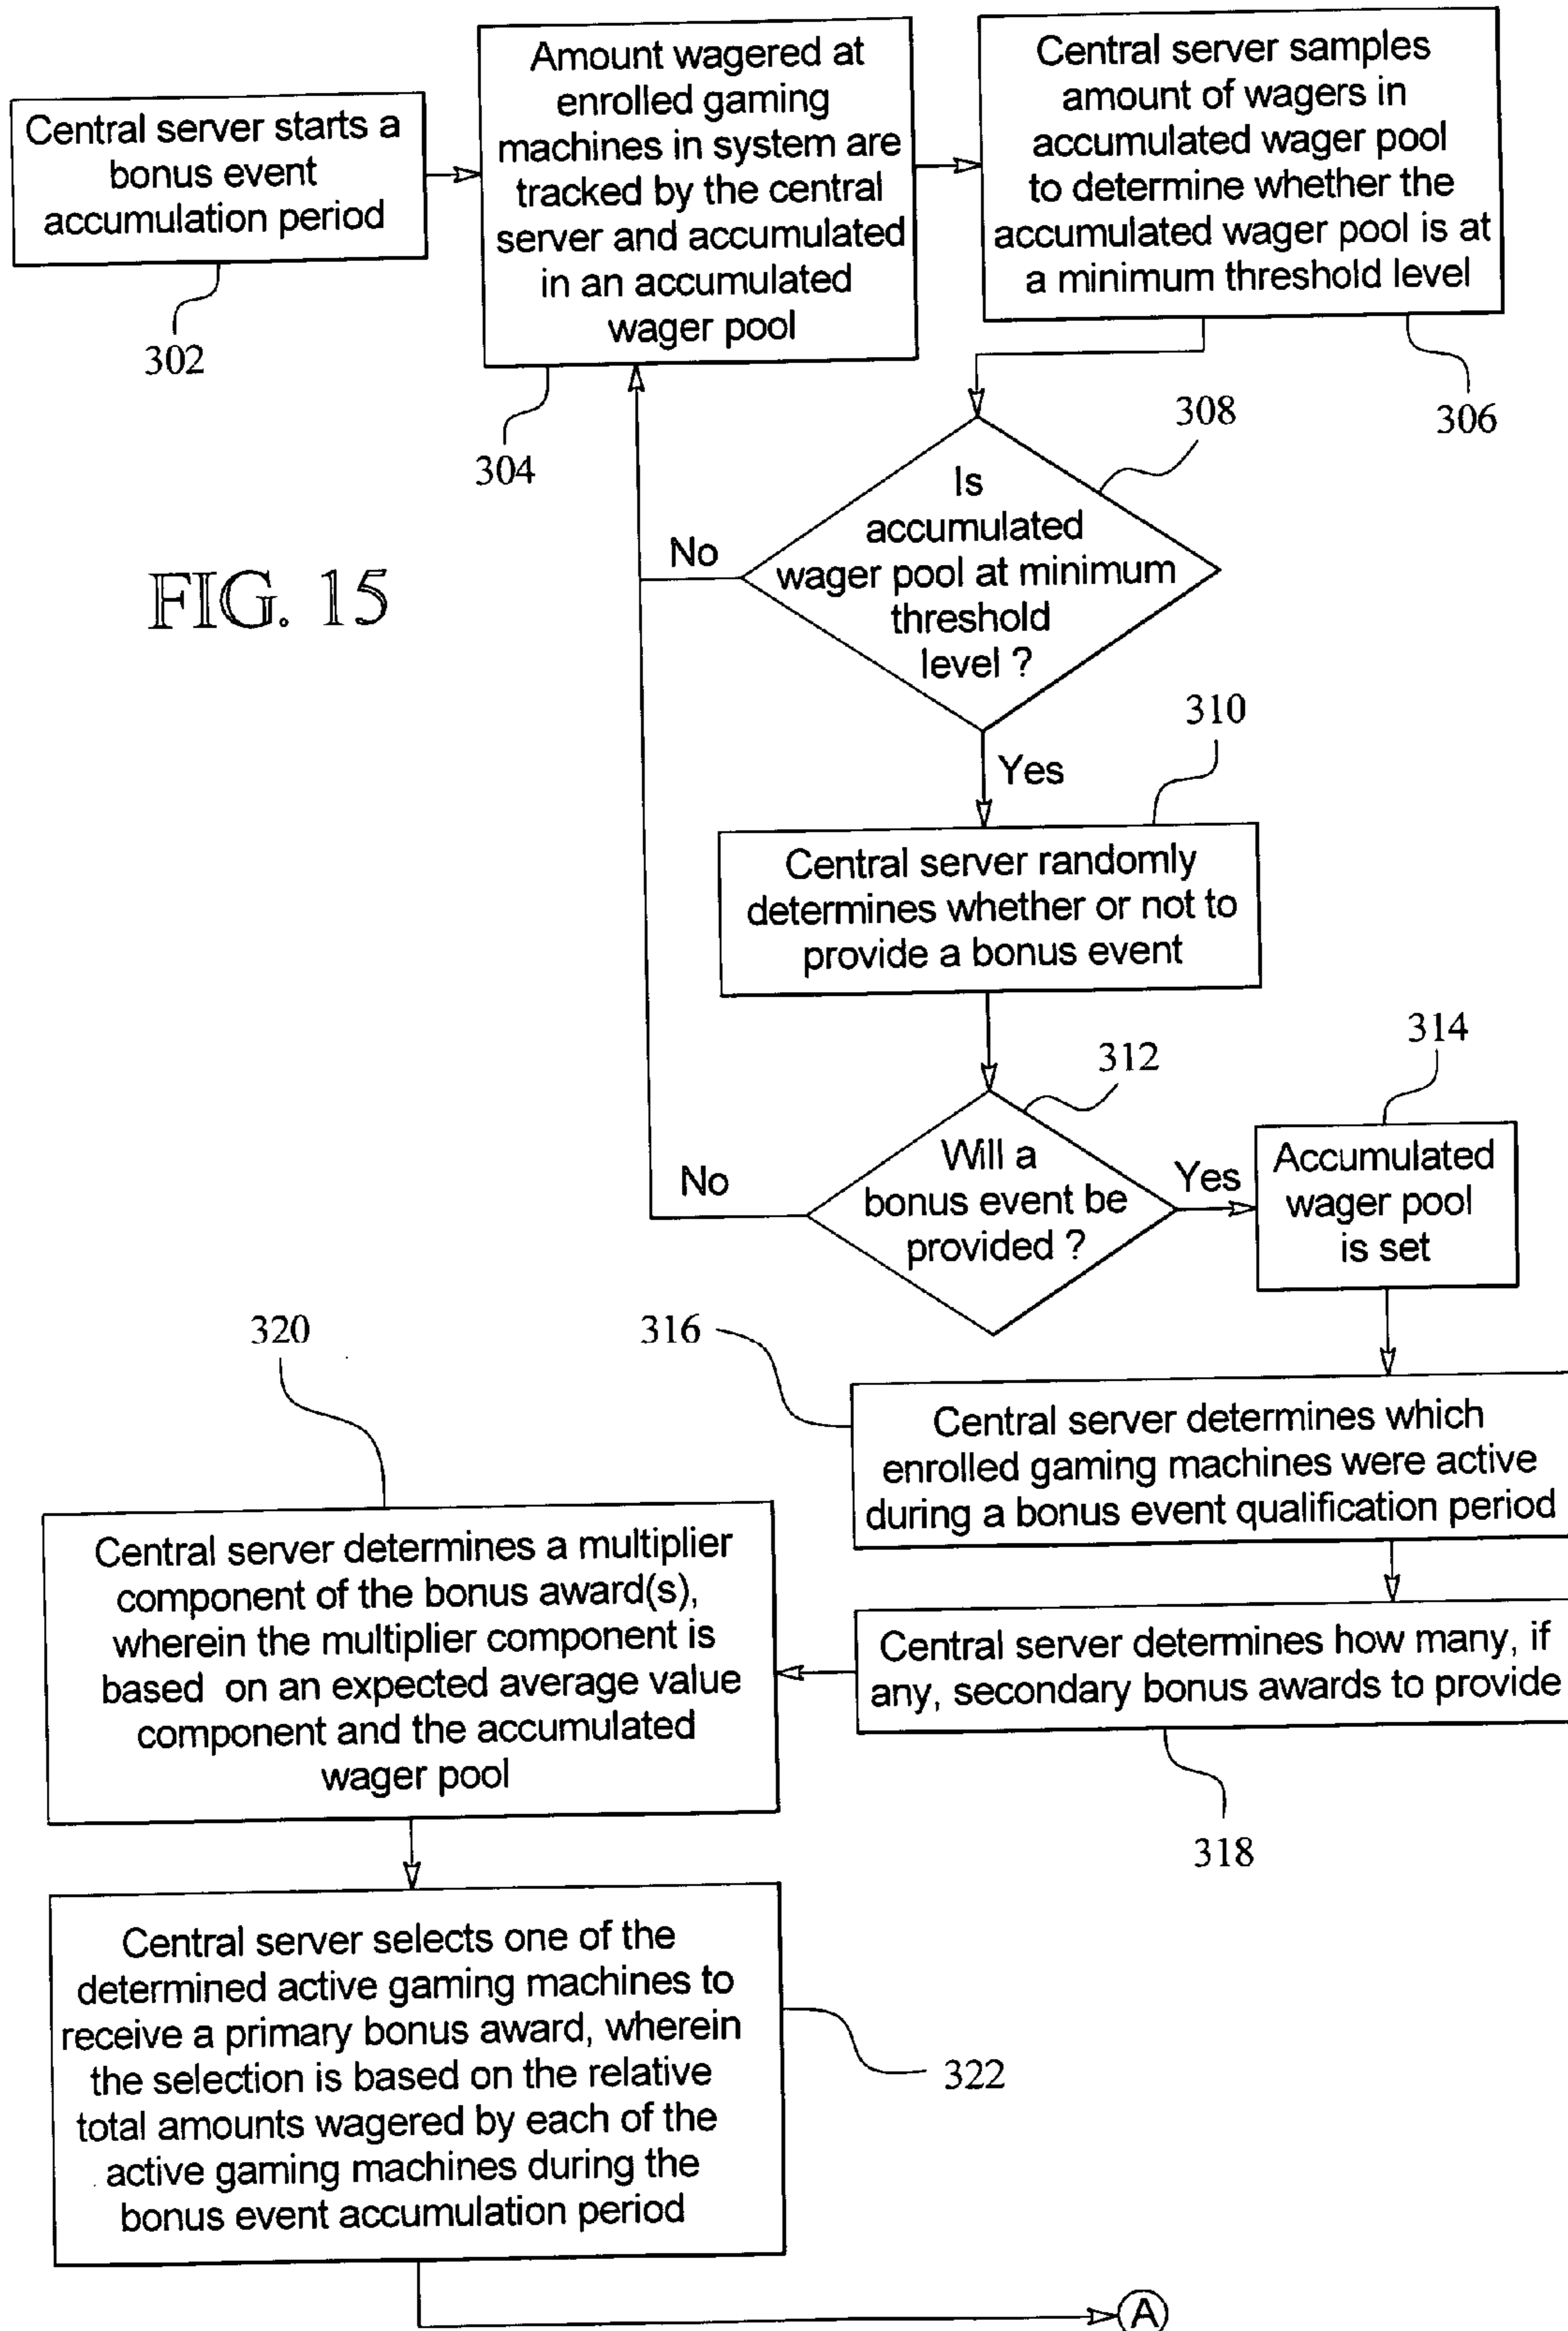 Central server starts a
bonus event
accumulation period
302
Amount wagered at
enrolled gaming
machines in system are
tracked by the central
server and accumulated
in an accumulated
wager pool
304
Central server samples
amount of wagers in
accumulated wager pool
to determine whether the
accumulated wager pool is at
a minimum threshold level
306
308
Is
accumulated
wager pool at minimum
threshold
level ?
No
FIG. 15
Yes
310
Central server randomly
determines whether or not to
provide a bonus event
312
Will a
bonus event be
provided ?
No
Yes
314
Accumulated
wager pool
is set
316
Central server determines which
enrolled gaming machines were active
during a bonus event qualification period
Central server determines how many, if
any, secondary bonus awards to provide
318
320
Central server determines a multiplier
component of the bonus award(s),
wherein the multiplier component is
based on an expected average value
component and the accumulated
wager pool
Central server selects one of the
determined active gaming machines to
receive a primary bonus award, wherein
the selection is based on the relative
total amounts wagered by each of the
active gaming machines during the
bonus event accumulation period
322
A